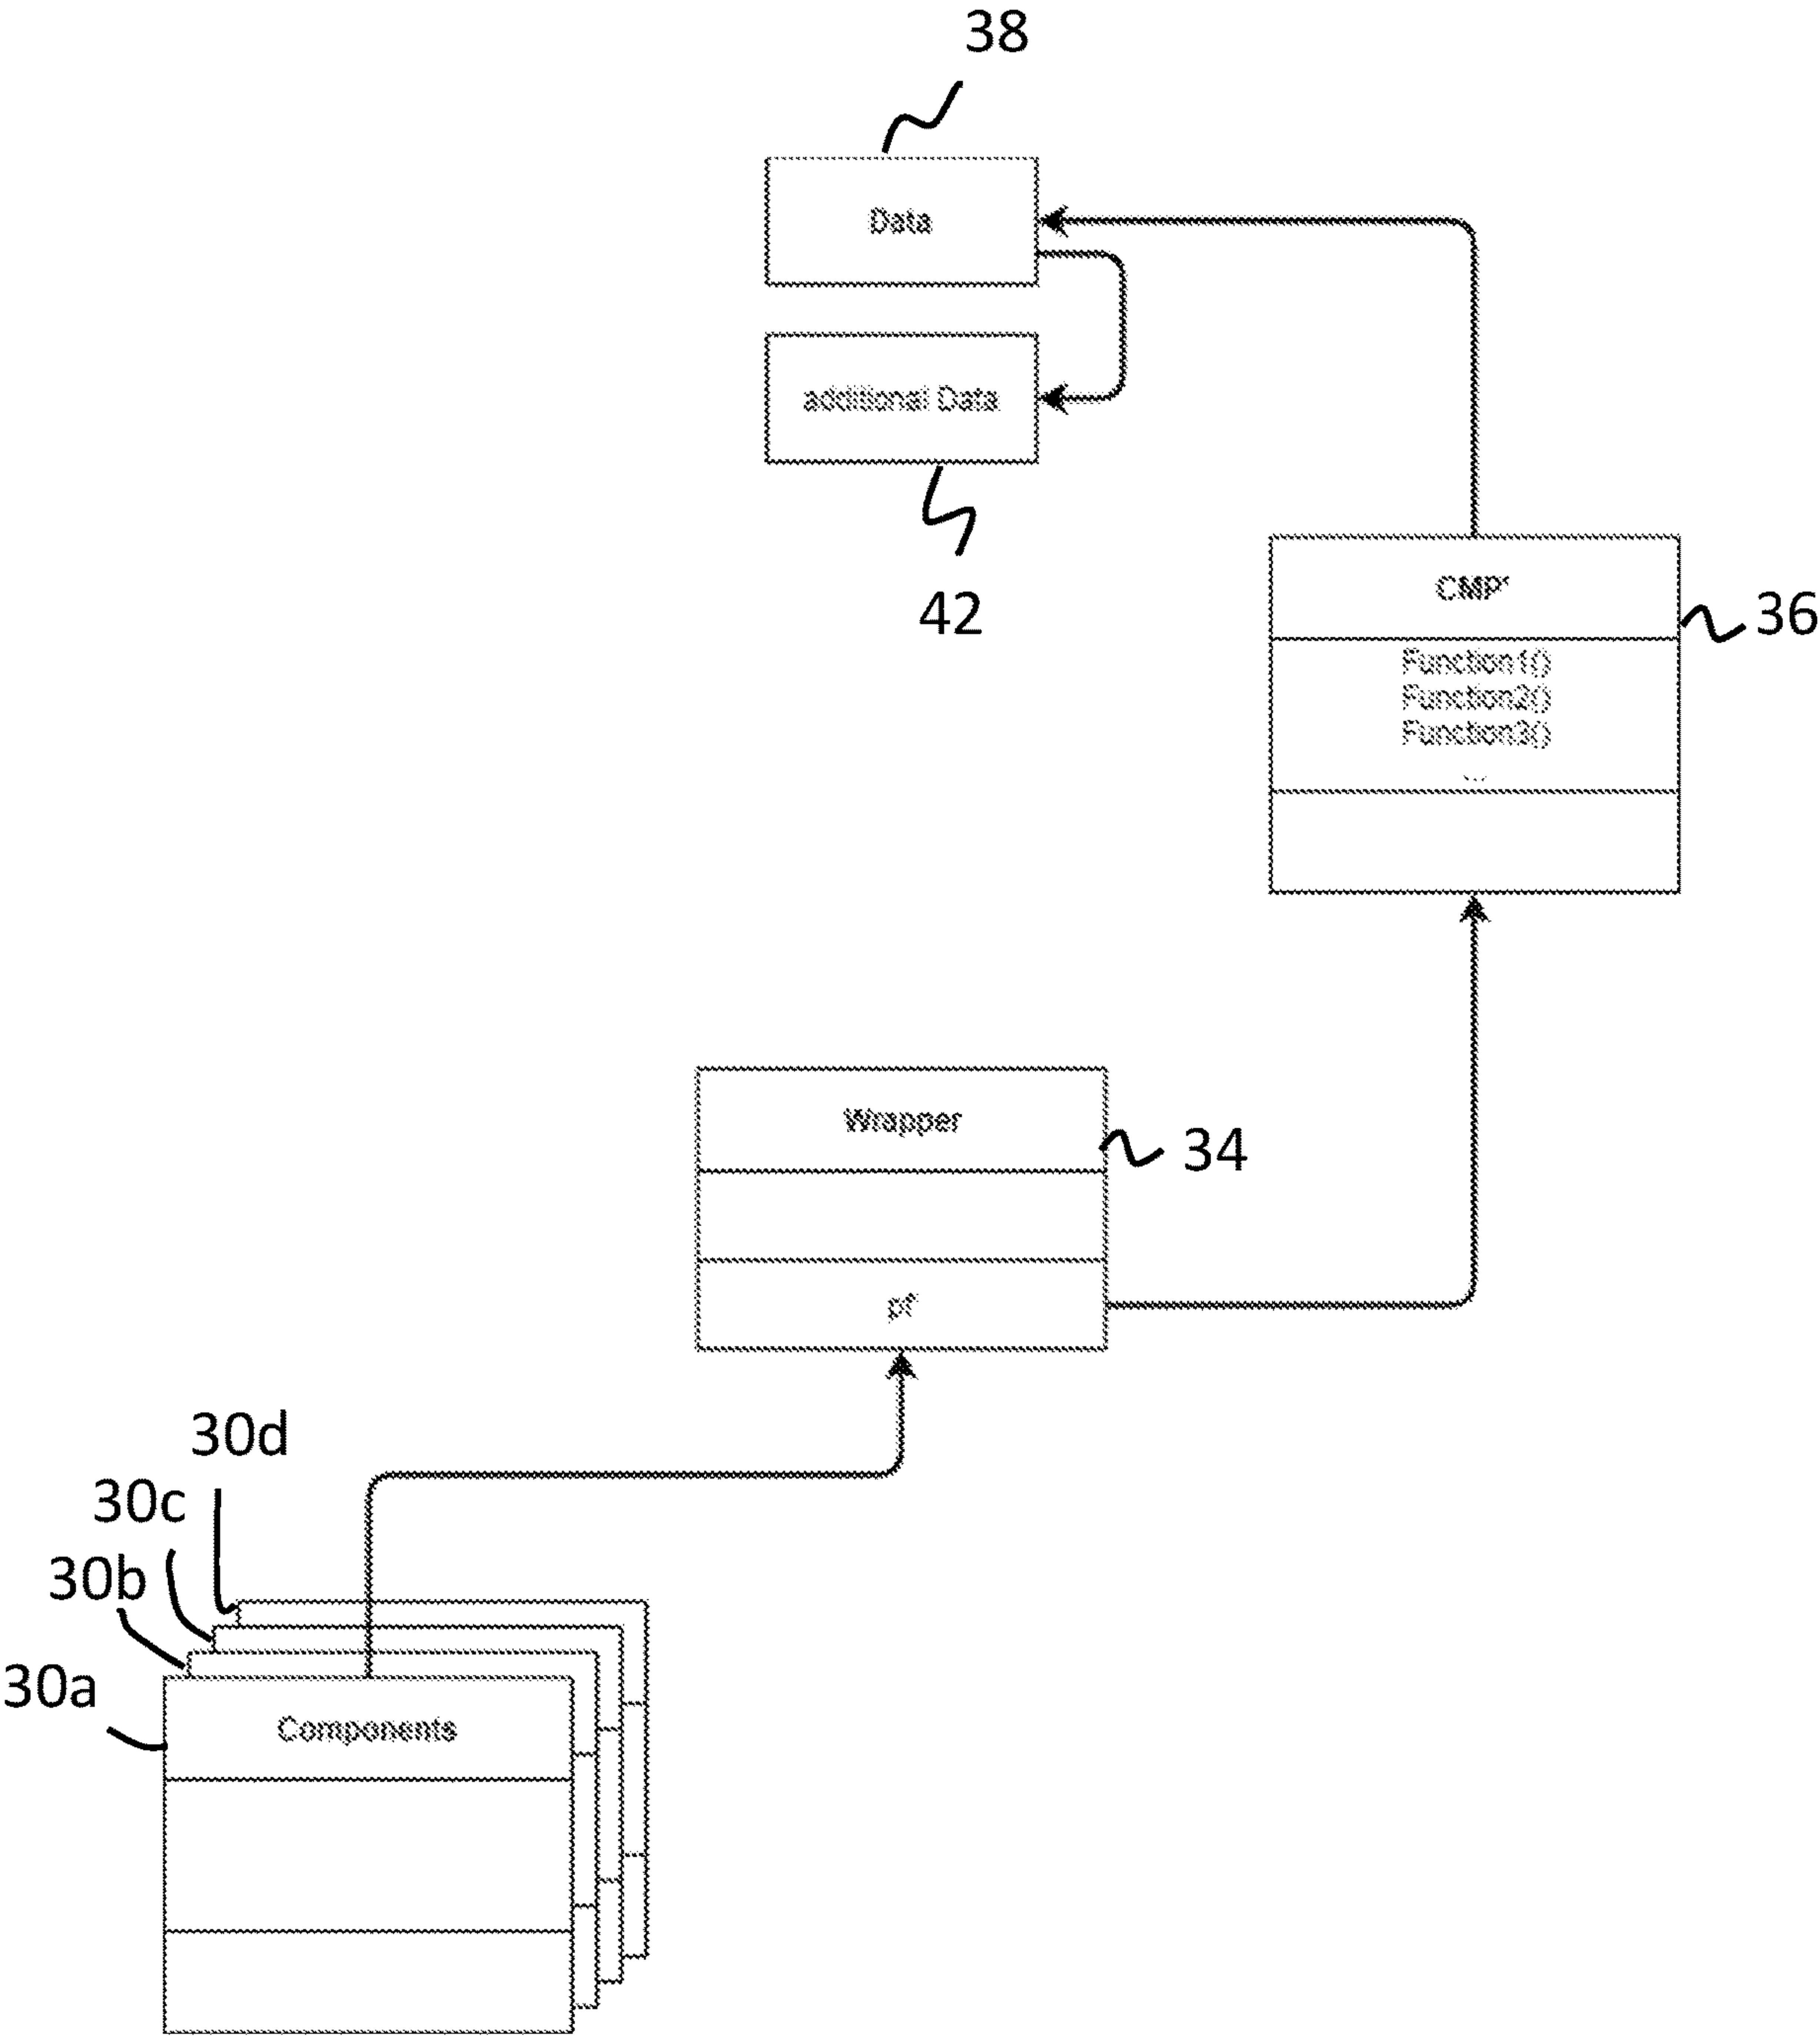 38
Data
additional Data
42
CMP'
36
Function1()
Function2()
Function3()
...
Wrapper
34
pf'
30d
30c
30b
30a
Components